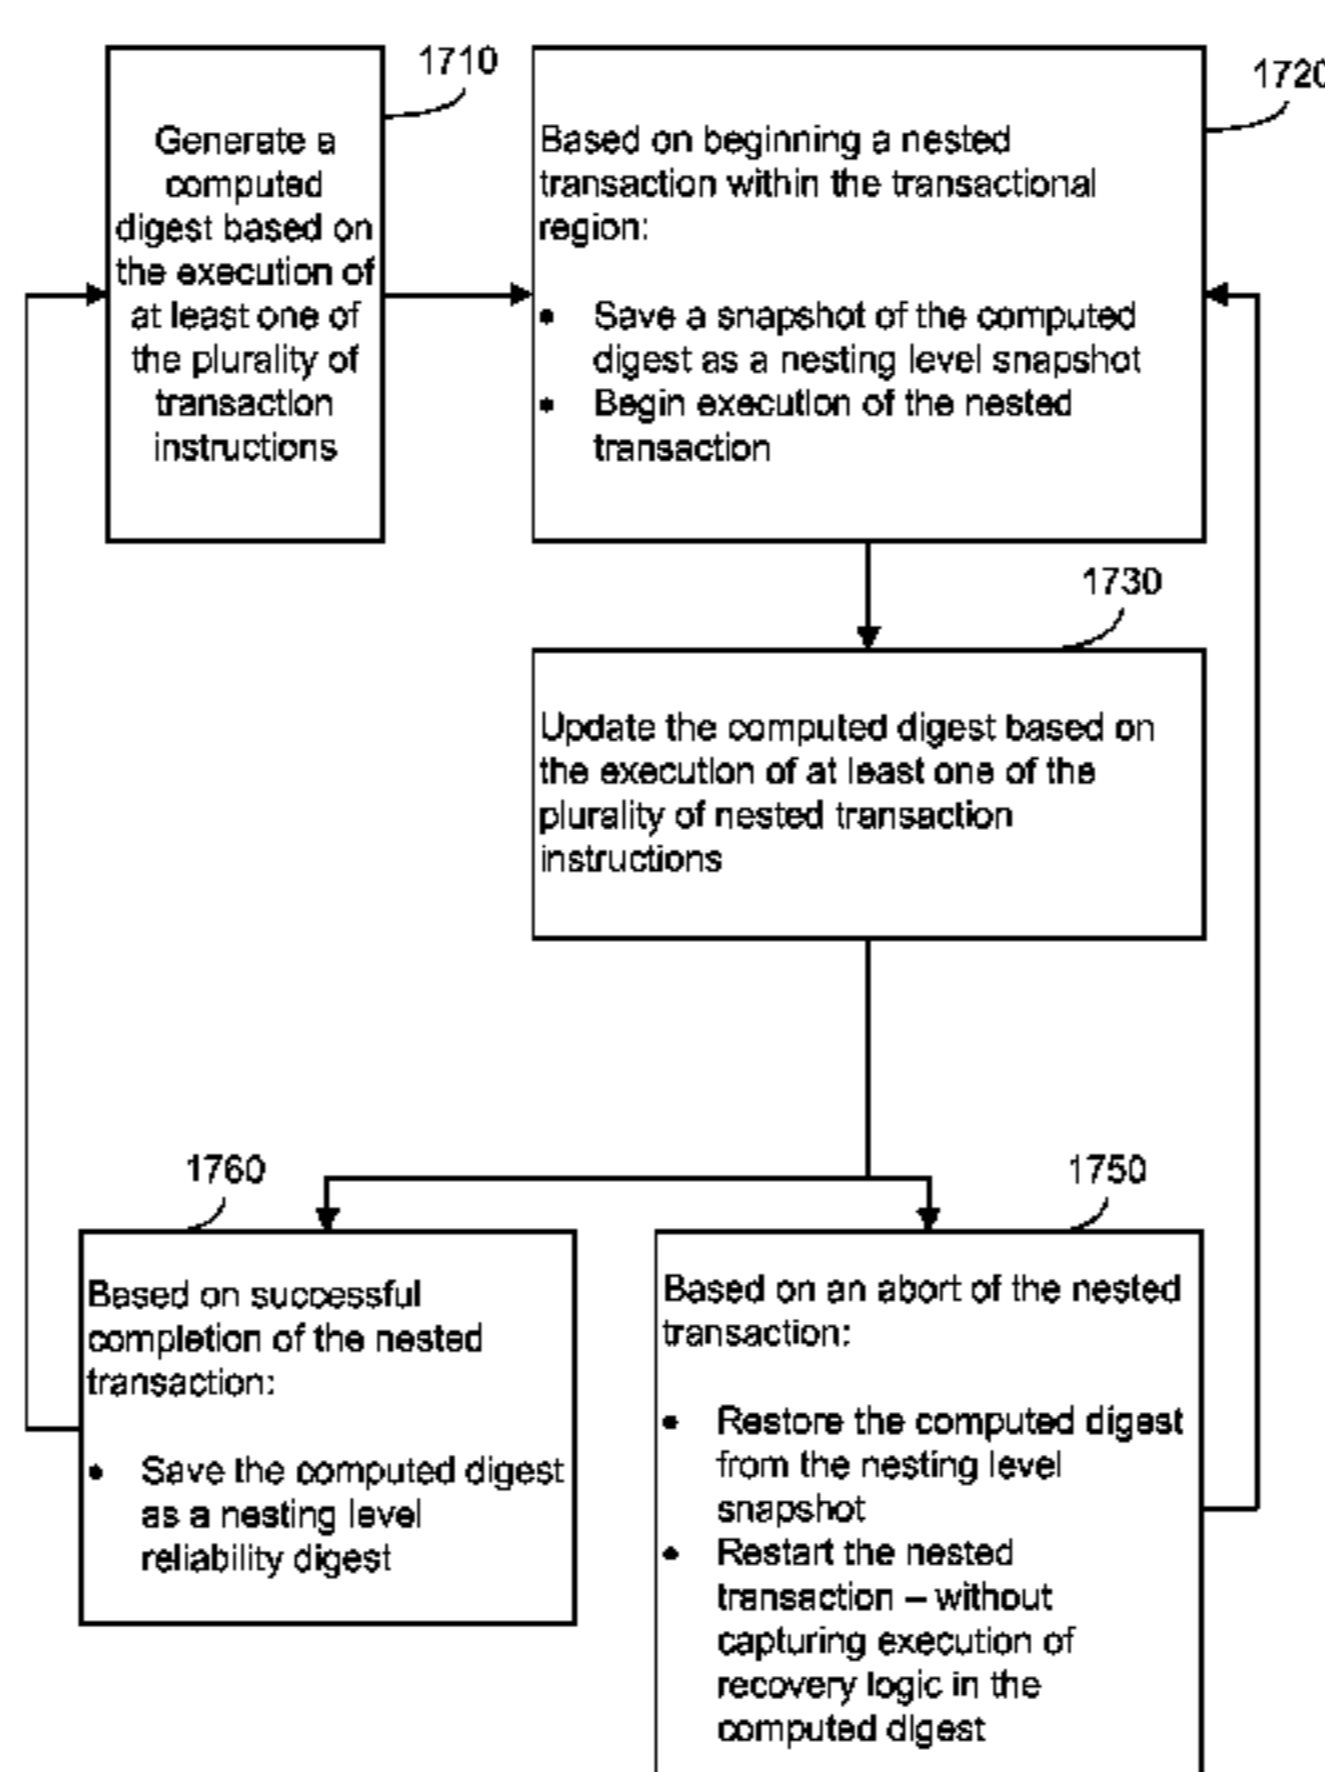 1710
Generate a
computed
digest based on
the execution of
at least one of
the plurality of
transaction
instructions
1720
Based on beginning a nested
transaction within the transactional
region:
• Save a snapshot of the computed
digest as a nesting level snapshot
• Begin execution of the nested
transaction
1730
Update the computed digest based on
the execution of at least one of the
plurality of nested transaction
instructions
1760
Based on successful
completion of the nested
transaction:
• Save the computed digest
as a nesting level
reliability digest
1750
Based on an abort of the nested
transaction:
• Restore the computed digest
from the nesting level
snapshot
• Restart the nested
transaction – without
capturing execution of
recovery logic in the
computed digest